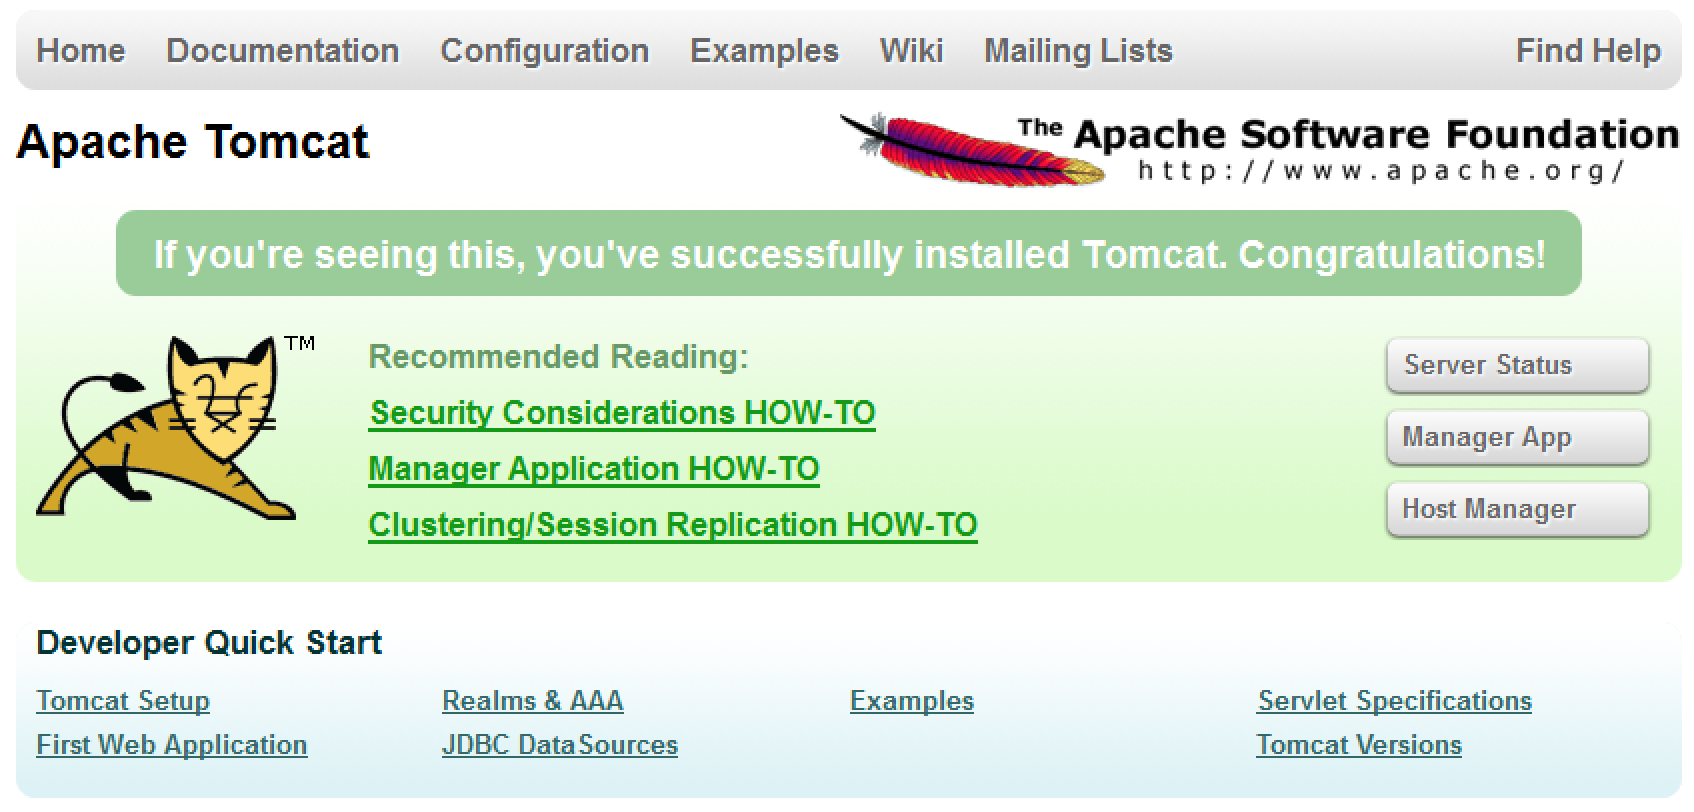 Home Documentation Configuration Examples Wiki Mailing Lists Find Help
Apache Tomcat
The Apache Software Foundation
http://www.apache.org/
If you're seeing this, you've successfully installed Tomcat. Congratulations!
TM
Recommended Reading:
Security Considerations HOW-TO
Manager Application HOW-TO
Clustering/Session Replication HOW-TO
Server Status
Manager App
Host Manager
Developer Quick Start
Tomcat Setup Realms & AAA Examples Servlet Specifications
First Web Application JDBC DataSources Tomcat Versions